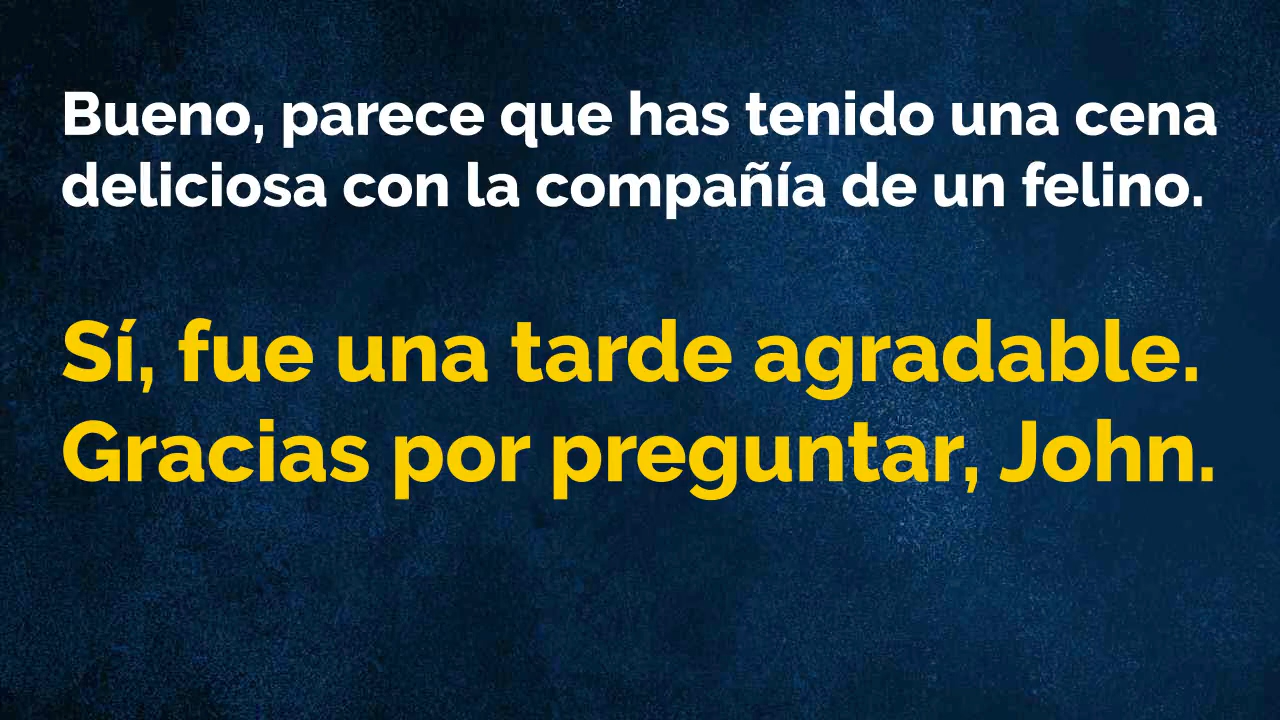 Bueno, parece que has tenido una cena
deliciosa con la compañía de un felino.
Sí, fue una tarde agradable.
Gracias por preguntar, John.